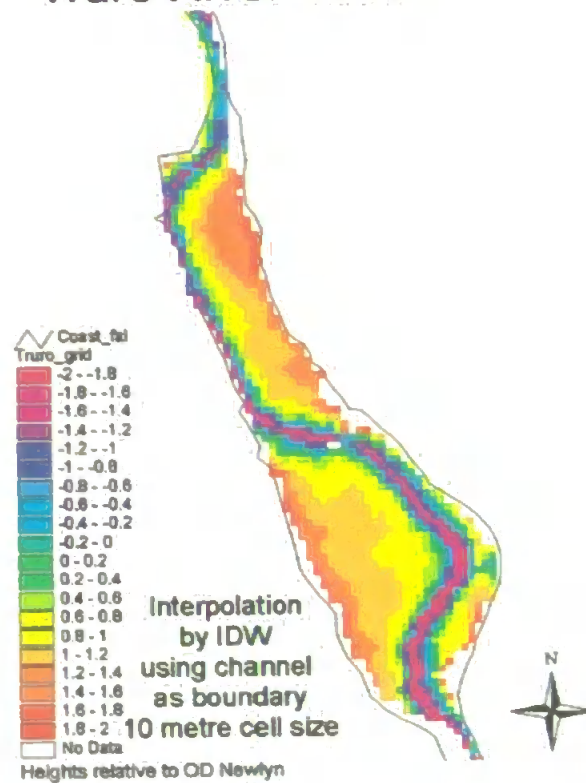 Coast_fal
Truro_grid
-2 - -1.8
-1.8 - -1.6
-1.6 - -1.4
-1.4 - -1.2
-1.2 - -1
-1 - -0.8
-0.8 - -0.6
-0.6 - -0.4
-0.4 - -0.2
-0.2 - 0
0 - 0.2
0.2 - 0.4
0.4 - 0.6
0.6 - 0.8
0.8 - 1
1 - 1.2
1.2 - 1.4
1.4 - 1.6
1.6 - 1.8
1.8 - 2
No Data
Interpolation
by IDW
using channel
as boundary
10 metre cell size
N
Heights relative to OD Newlyn